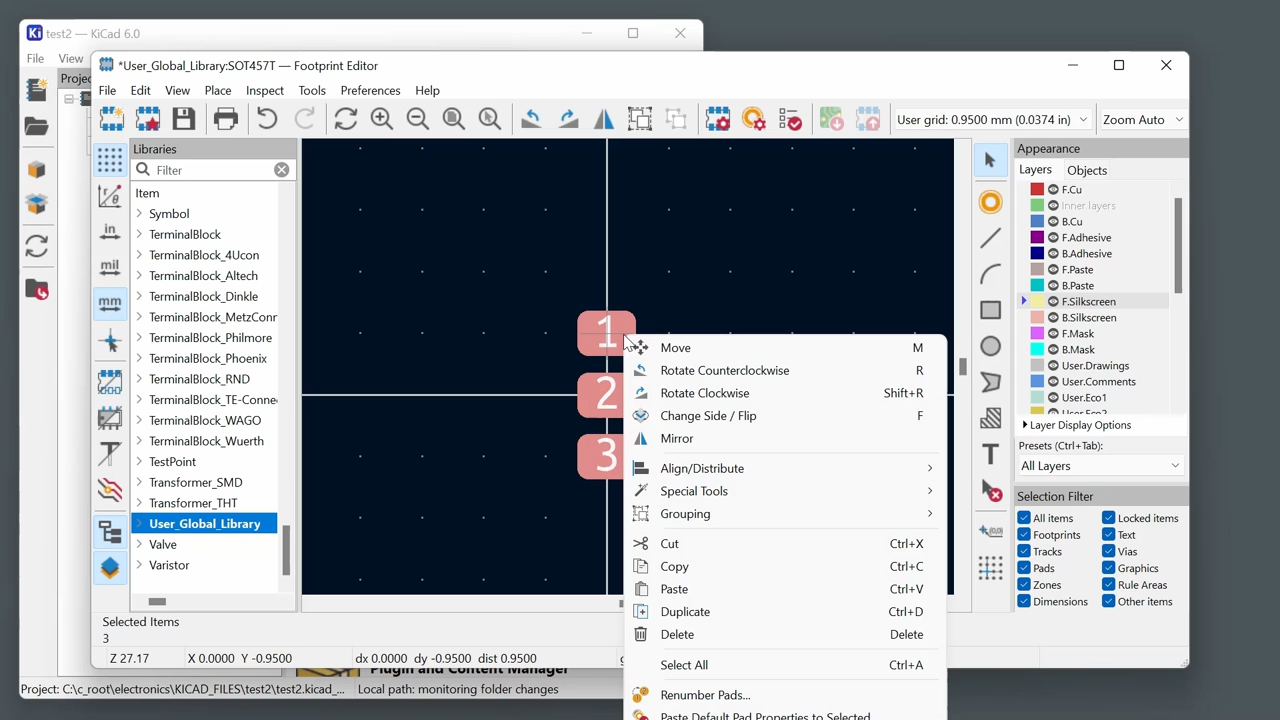 test2 — KiCad 6.0
File View
Projec
*User_Global_Library:SOT457T — Footprint Editor
File Edit View Place Inspect Tools Preferences Help
User grid: 0.9500 mm (0.0374 in)
Zoom Auto
Libraries
Filter
Item
Symbol
TerminalBlock
TerminalBlock_4Ucon
TerminalBlock_Altech
TerminalBlock_Dinkle
TerminalBlock_MetzConr
TerminalBlock_Philmore
TerminalBlock_Phoenix
TerminalBlock_RND
TerminalBlock_TE-Conne
TerminalBlock_WAGO
TerminalBlock_Wuerth
TestPoint
Transformer_SMD
Transformer_THT
User_Global_Library
Valve
Varistor
in
mil
mm
1
2
3
Move M
Rotate Counterclockwise R
Rotate Clockwise Shift+R
Change Side / Flip F
Mirror
Align/Distribute
Special Tools
Grouping
Cut Ctrl+X
Copy Ctrl+C
Paste Ctrl+V
Duplicate Ctrl+D
Delete Delete
Select All Ctrl+A
Renumber Pads...
Paste Default Pad Properties to Selected
Appearance
Layers Objects
F.Cu
Inner layers
B.Cu
F.Adhesive
B.Adhesive
F.Paste
B.Paste
F.Silkscreen
B.Silkscreen
F.Mask
B.Mask
User.Drawings
User.Comments
User.Eco1
User.Eco2
Layer Display Options
Presets (Ctrl+Tab):
All Layers
Selection Filter
All items Locked items
Footprints Text
Tracks Vias
Pads Graphics
Zones Rule Areas
Dimensions Other items
Selected Items
3
Z 27.17 X 0.0000 Y -0.9500 dx 0.0000 dy -0.9500 dist 0.9500 g
Plugin and Content Manager
Project: C:\c_root\electronics\KICAD_FILES\test2\test2.kicad_... Local path: monitoring folder changes